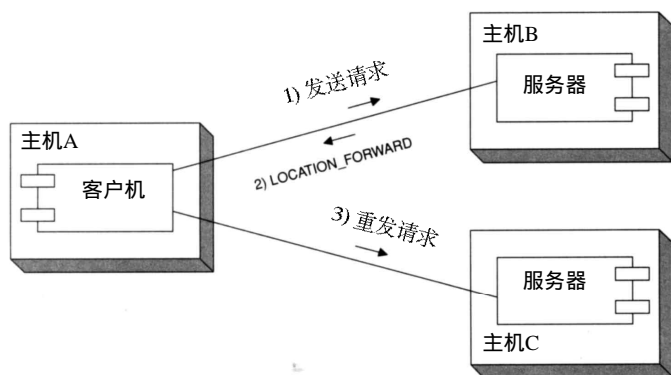 主机B
服务器
1) 发送请求
主机A
客户机
2) LOCATION_FORWARD
3) 重发请求
服务器
主机C